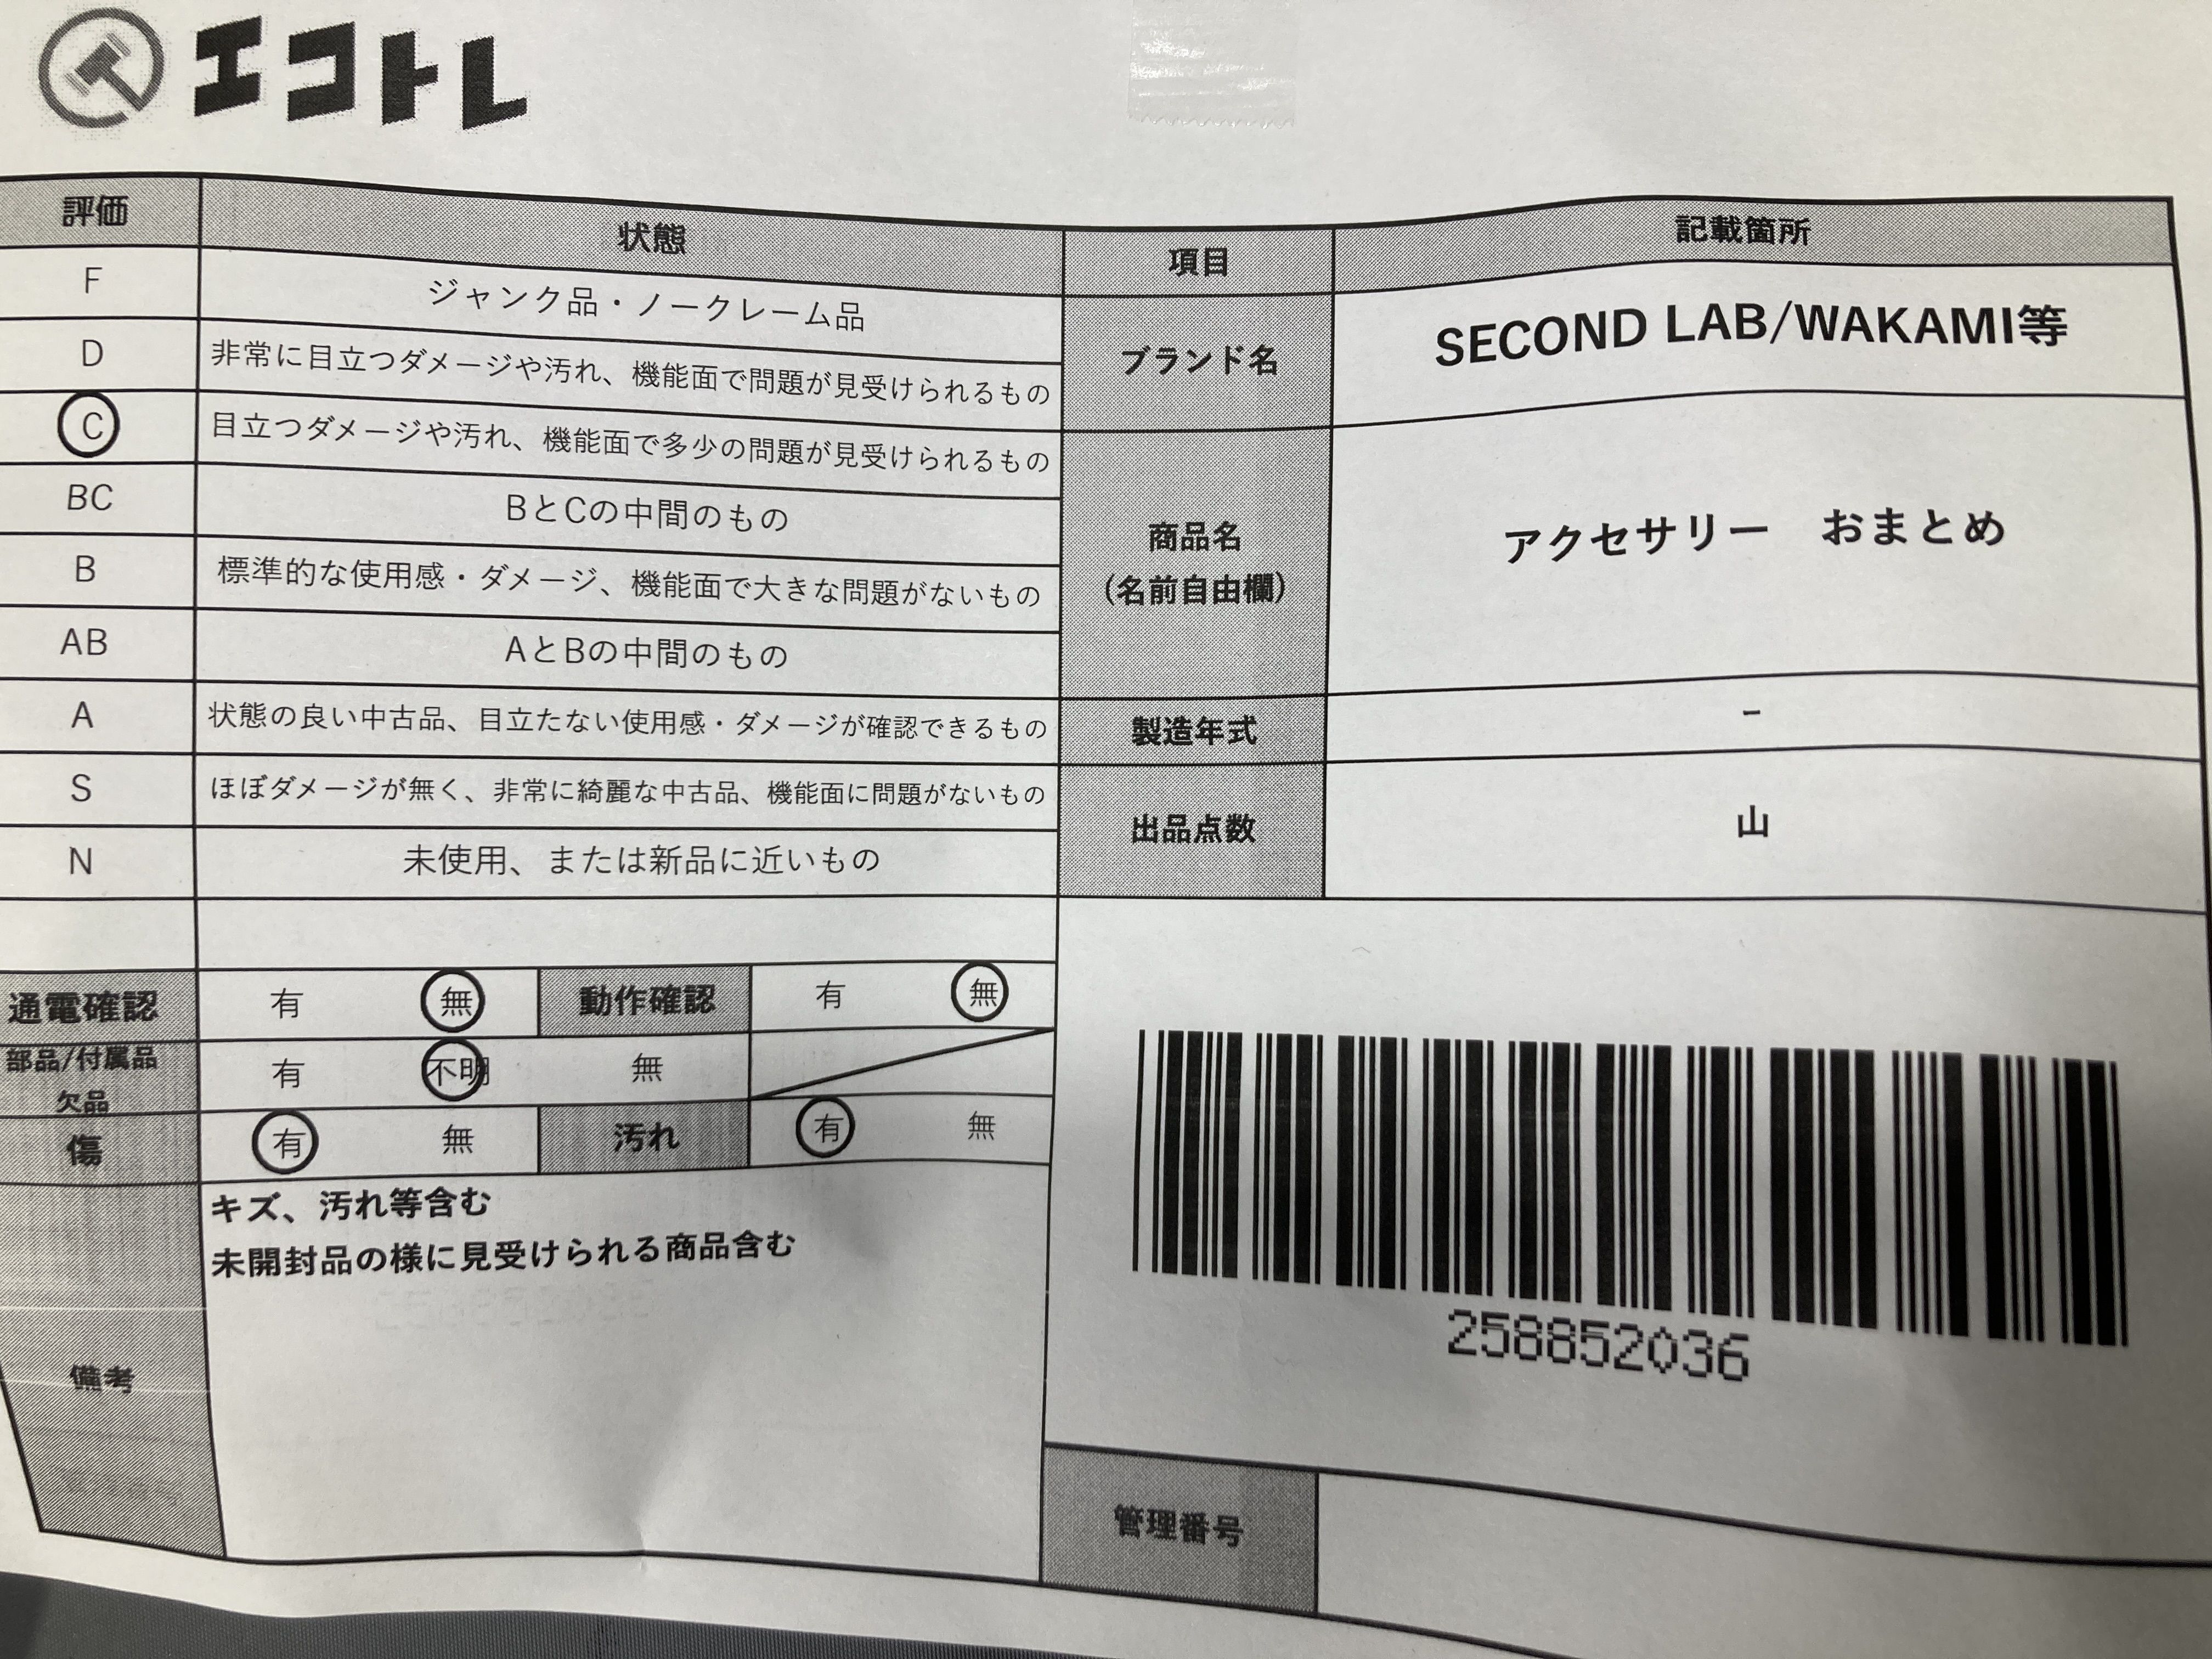 エコトレ
評価 状態 項目 記載箇所
F ジャンク品・ノークレーム品
D 非常に目立つダメージや汚れ、機能面で問題が見受けられるもの
C 目立つダメージや汚れ、機能面で多少の問題が見受けられるもの
BC BとCの中間のもの
B 標準的な使用感・ダメージ、機能面で大きな問題がないもの
AB AとBの中間のもの
A 状態の良い中古品、目立たない使用感・ダメージが確認できるもの
S ほぼダメージが無く、非常に綺麗な中古品、機能面に問題がないもの
N 未使用、または新品に近いもの
ブランド名 SECOND LAB/WAKAMI等
商品名
(名前自由欄)
アクセサリー おまとめ
製造年式 -
出品点数 山
通電確認 有 無 動作確認 有 無
部品/付属品
欠品
有 不明 無
傷 有 無 汚れ 有 無
備考
キズ、汚れ等含む
未開封品の様に見受けられる商品含む
258852036
管理番号